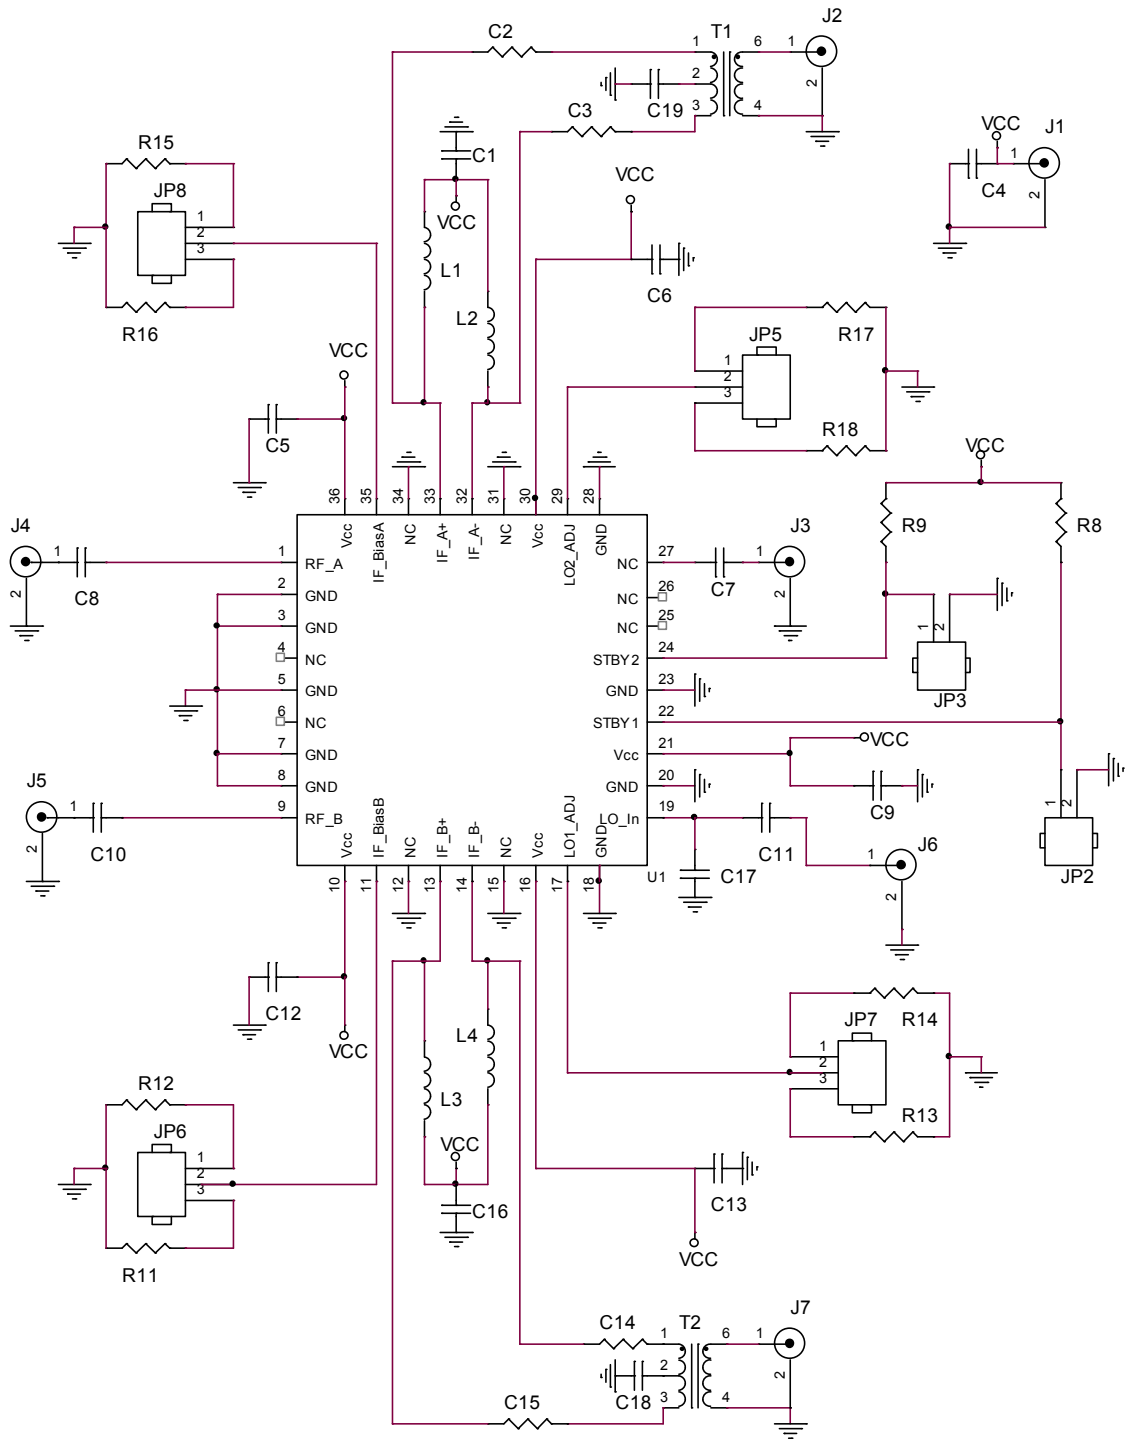 C2
1
T1
6
1
J2
2
C19
2
C3
3
4
R15
C1
VCC
J1
1
C4
2
JP8
1
2
3
VCC
VCC
L1
C6
R16
L2
R17
JP5
1
2
3
VCC
C5
R18
VCC
36
35
34
33
32
31
30
29
28
Vcc
IF_BiasA
NC
IF_A+
IF_A-
NC
Vcc
LO2_ADJ
GND
R9
R8
J4
1
C8
2
1
RF_A
2
GND
3
GND
4
NC
5
GND
6
NC
7
GND
8
GND
9
RF_B
J3
27
NC
C7
1
2
26
NC
25
NC
24
STBY2
23
GND
22
STBY1
21
Vcc
20
GND
19
LO_In
1
2
JP3
VCC
C9
1
2
JP2
J5
1
C10
2
Vcc
IF_BiasB
NC
IF_B+
IF_B-
NC
Vcc
LO1_ADJ
GND
10
11
12
13
14
15
16
17
18
U1
C17
C11
1
J6
2
C12
VCC
L4
L3
R14
JP7
1
2
3
R13
R12
JP6
1
2
3
R11
VCC
C16
C13
VCC
C14
1
T2
6
1
J7
2
C18
2
C15
3
4